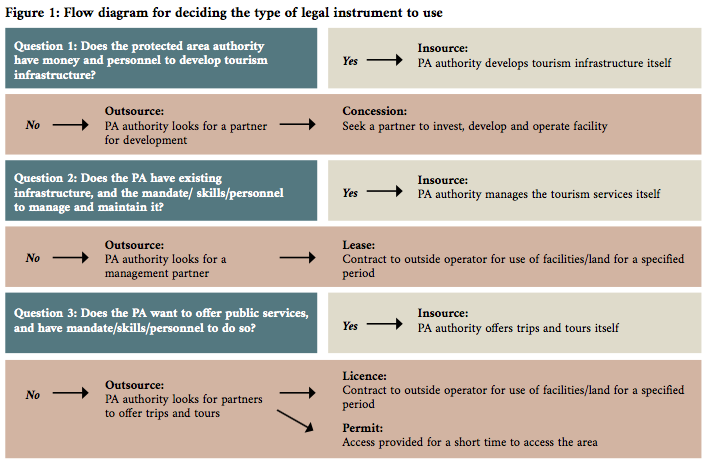 Figure 1: Flow diagram for deciding the type of legal instrument to use
Question 1: Does the protected area authority
have money and personnel to develop tourism
infrastructure?
Yes
Insource:
PA authority develops tourism infrastructure itself
No
Outsource:
PA authority looks for a partner
for development
Concession:
Seek a partner to invest, develop and operate facility
Question 2: Does the PA have existing
infrastructure, and the mandate/ skills/personnel
to manage and maintain it?
Yes
Insource:
PA authority manages the tourism services itself
No
Outsource:
PA authority looks for a
management partner
Lease:
Contract to outside operator for use of facilities/land for a specified
period
Question 3: Does the PA want to offer public services,
and have mandate/skills/personnel to do so?
Yes
Insource:
PA authority offers trips and tours itself
No
Outsource:
PA authority looks for partners
to offer trips and tours
Licence:
Contract to outside operator for use of facilities/land for a specified
period
Permit:
Access provided for a short time to access the area